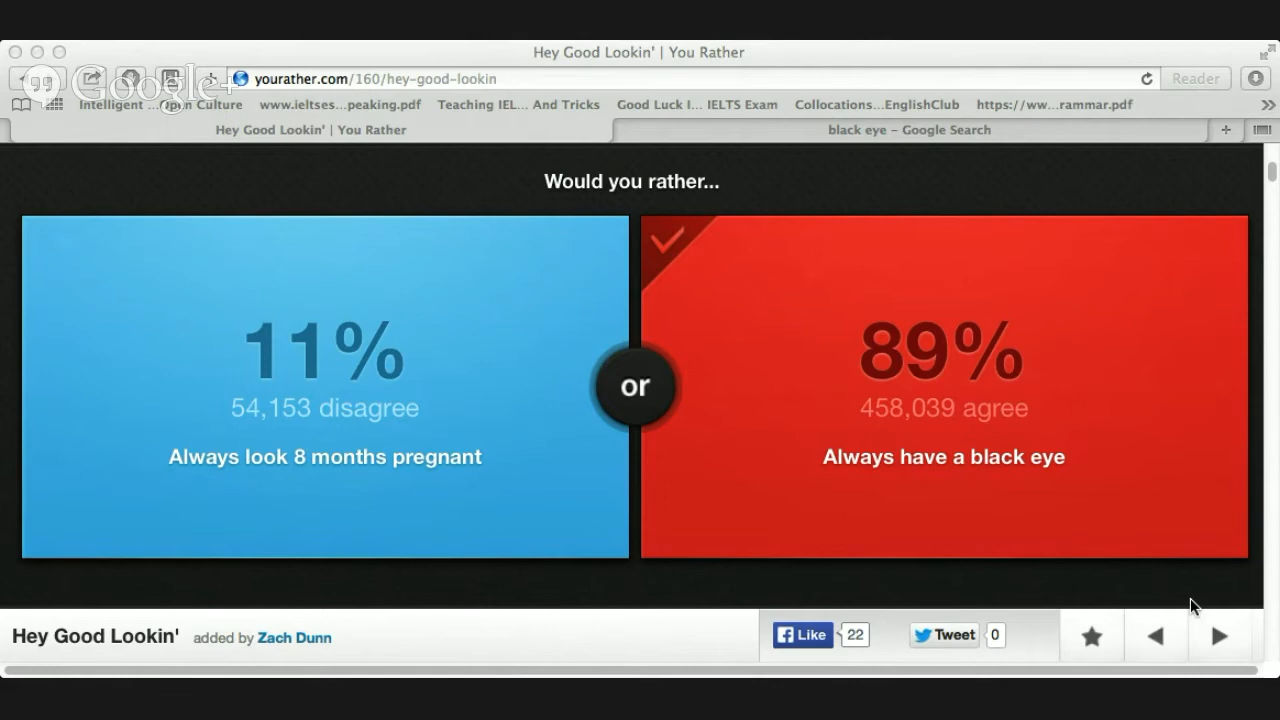 Hey Good Lookin' | You Rather
Google+
yourather.com/160/hey-good-lookin
Reader
Intelligent ...Open Culture www.ieltses...peaking.pdf Teaching IEL... And Tricks Good Luck I... IELTS Exam Collocations...EnglishClub https://ww...rammar.pdf
Hey Good Lookin' | You Rather black eye – Google Search
Would you rather...
11%
54,153 disagree
Always look 8 months pregnant
or
89%
458,039 agree
Always have a black eye
Hey Good Lookin' added by Zach Dunn
Like 22 Tweet 0